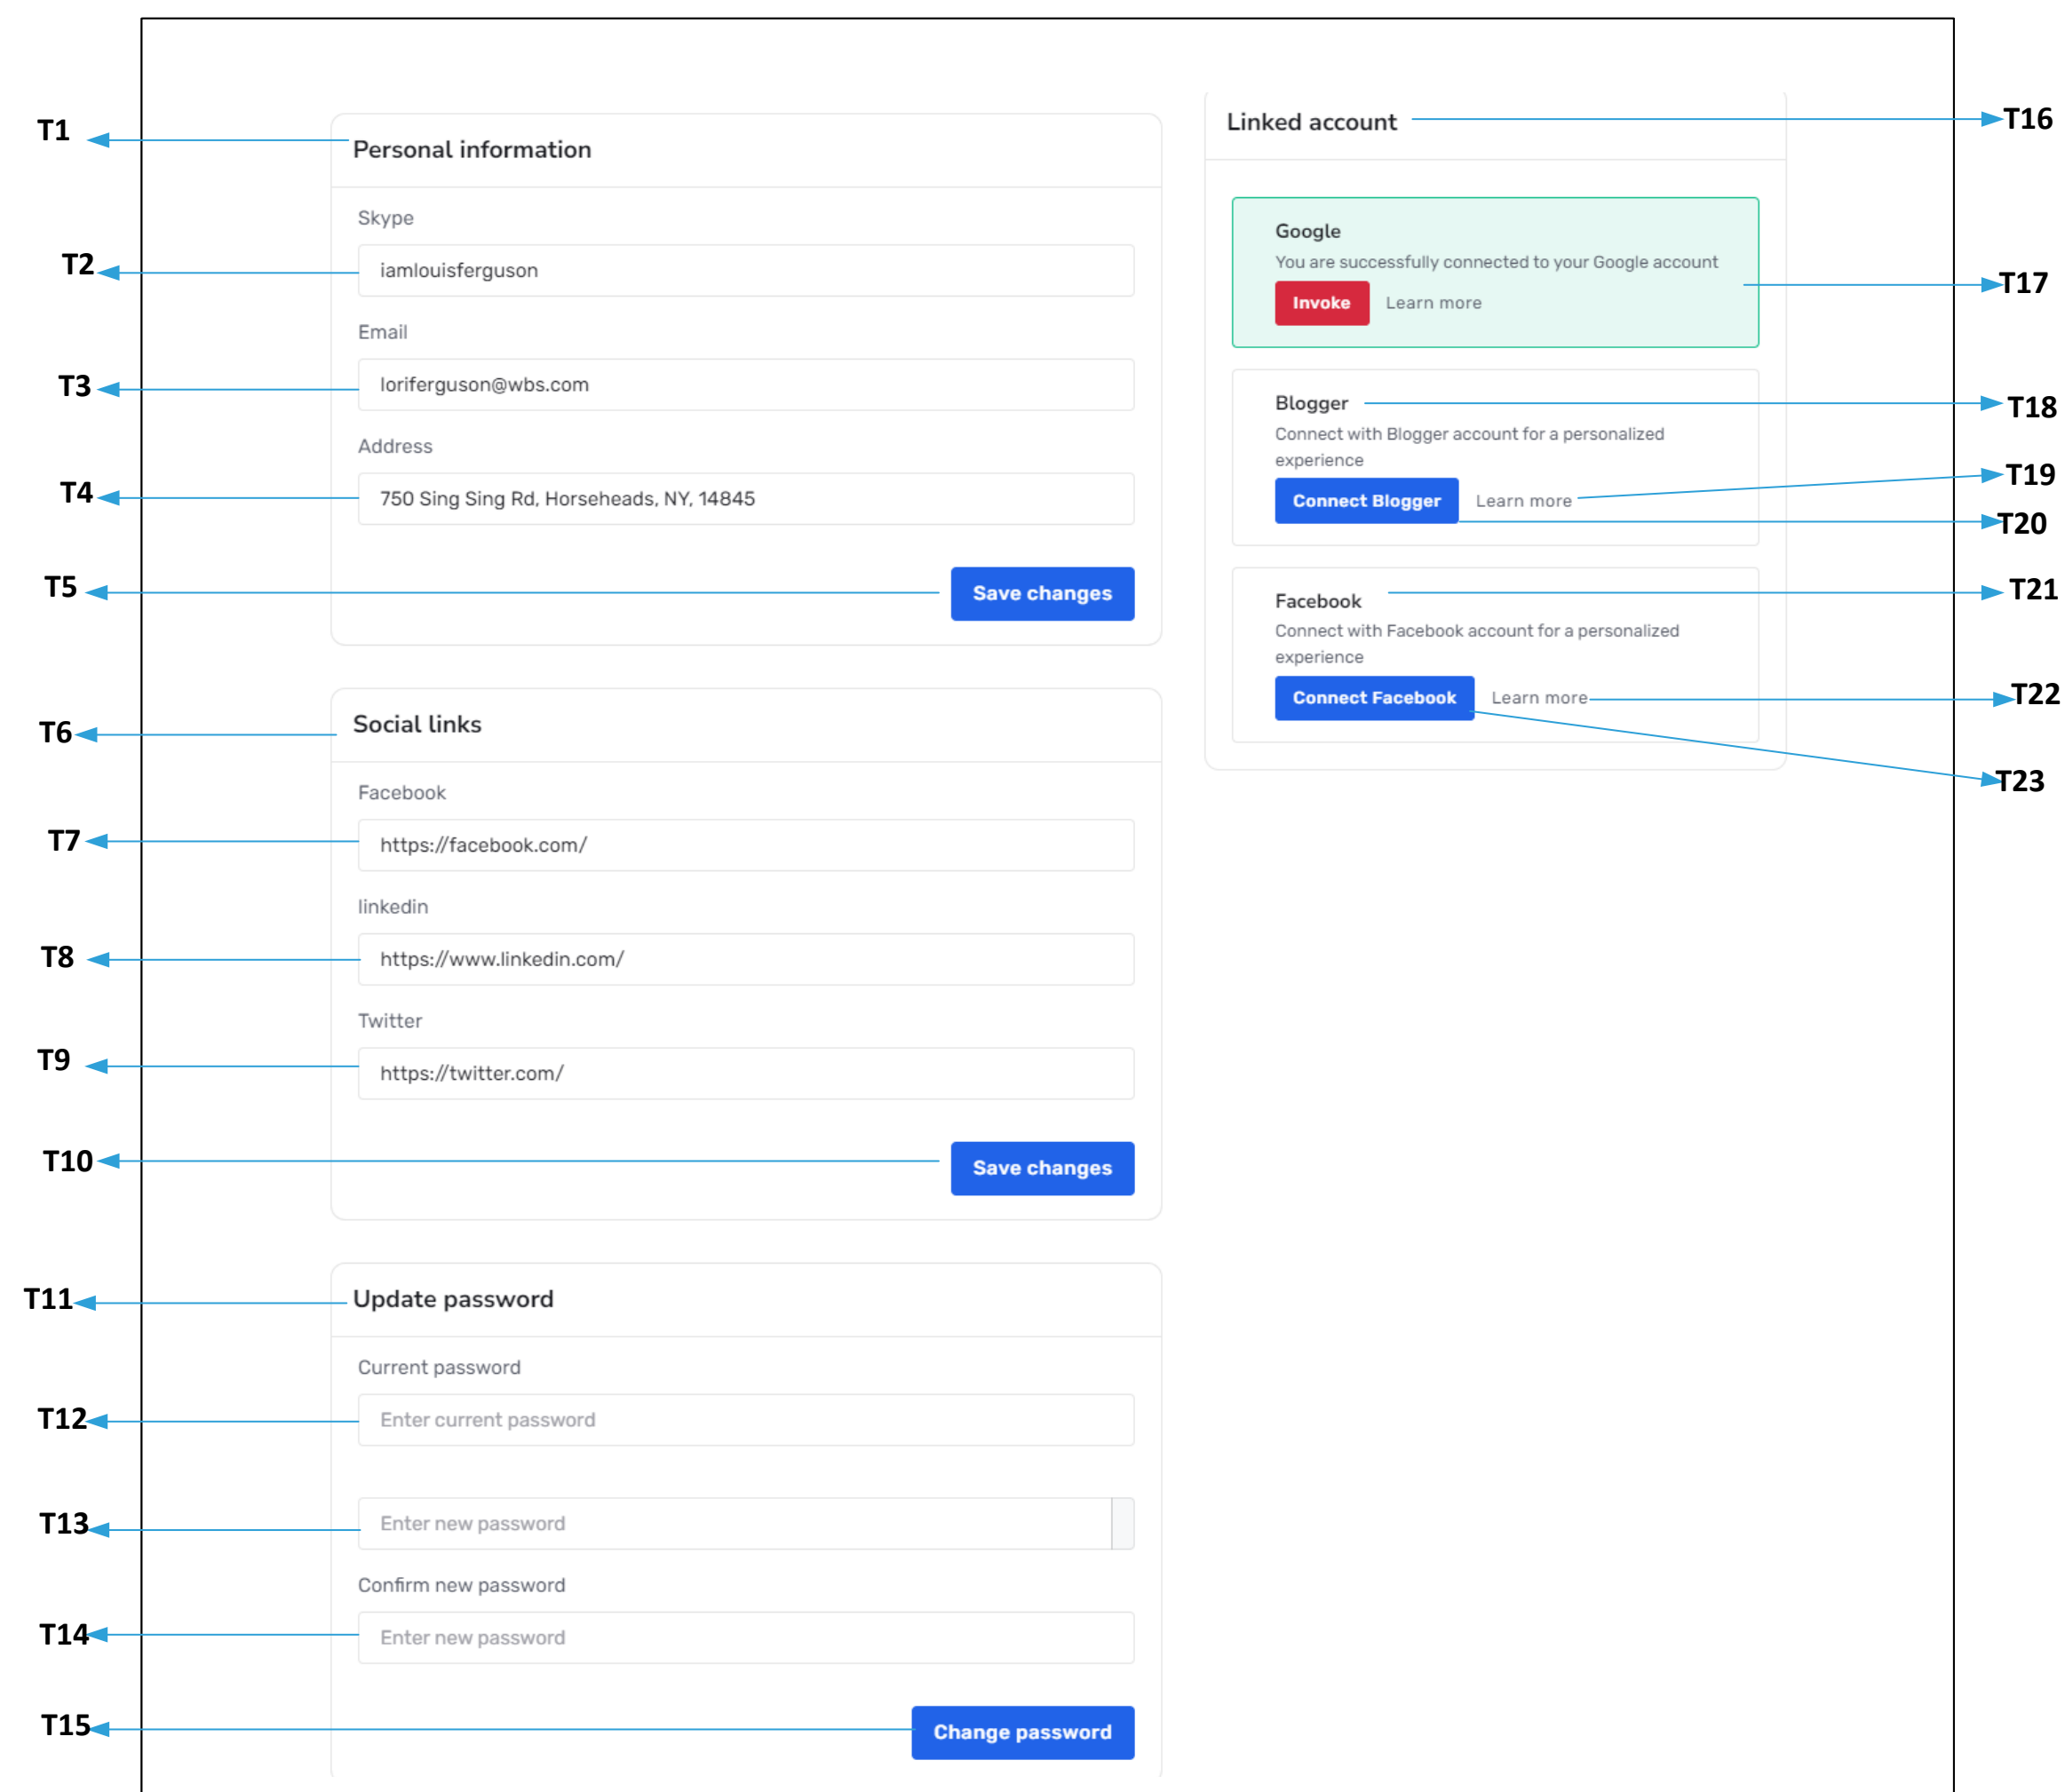 T1
Personal information
Skype
T2
iamlouisferguson
Email
T3
loriferguson@wbs.com
Address
T4
750 Sing Sing Rd, Horseheads, NY, 14845
T5
Save changes
T6
Social links
Facebook
T7
https://facebook.com/
linkedin
T8
https://www.linkedin.com/
Twitter
T9
https://twitter.com/
T10
Save changes
T11
Update password
Current password
T12
Enter current password
T13
Enter new password
Confirm new password
T14
Enter new password
T15
Change password
Linked account
T16
Google
You are successfully connected to your Google account
T17
Invoke Learn more
Blogger
T18
Connect with Blogger account for a personalized
experience
T19
Connect Blogger Learn more
T20
Facebook
T21
Connect with Facebook account for a personalized
experience
Connect Facebook Learn more
T22
T23